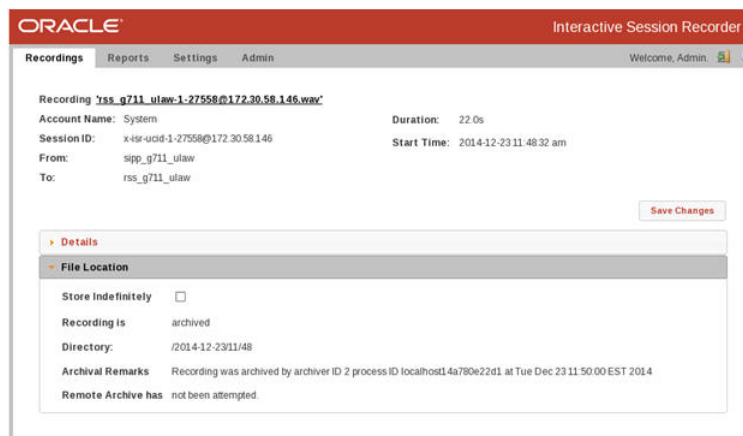 ORACLE
Interactive Session Recorder
Recordings Reports Settings Admin
Welcome, Admin.
Recording 'rss_g711_ulaw-1-27558@172.30.58.146.wav'
Account Name: System
Duration: 22.0s
Session ID: x-isr-ucid-1-27558@172.30.58.146
Start Time: 2014-12-23 11:48:32 am
From: sipp_g711_ulaw
To: rss_g711_ulaw
Save Changes
Details
File Location
Store Indefinitely
Recording is archived
Directory: /2014-12-23/11/48
Archival Remarks Recording was archived by archiver ID 2 process ID localhost14a780e22d1 at Tue Dec 23 11:50:00 EST 2014
Remote Archive has not been attempted.